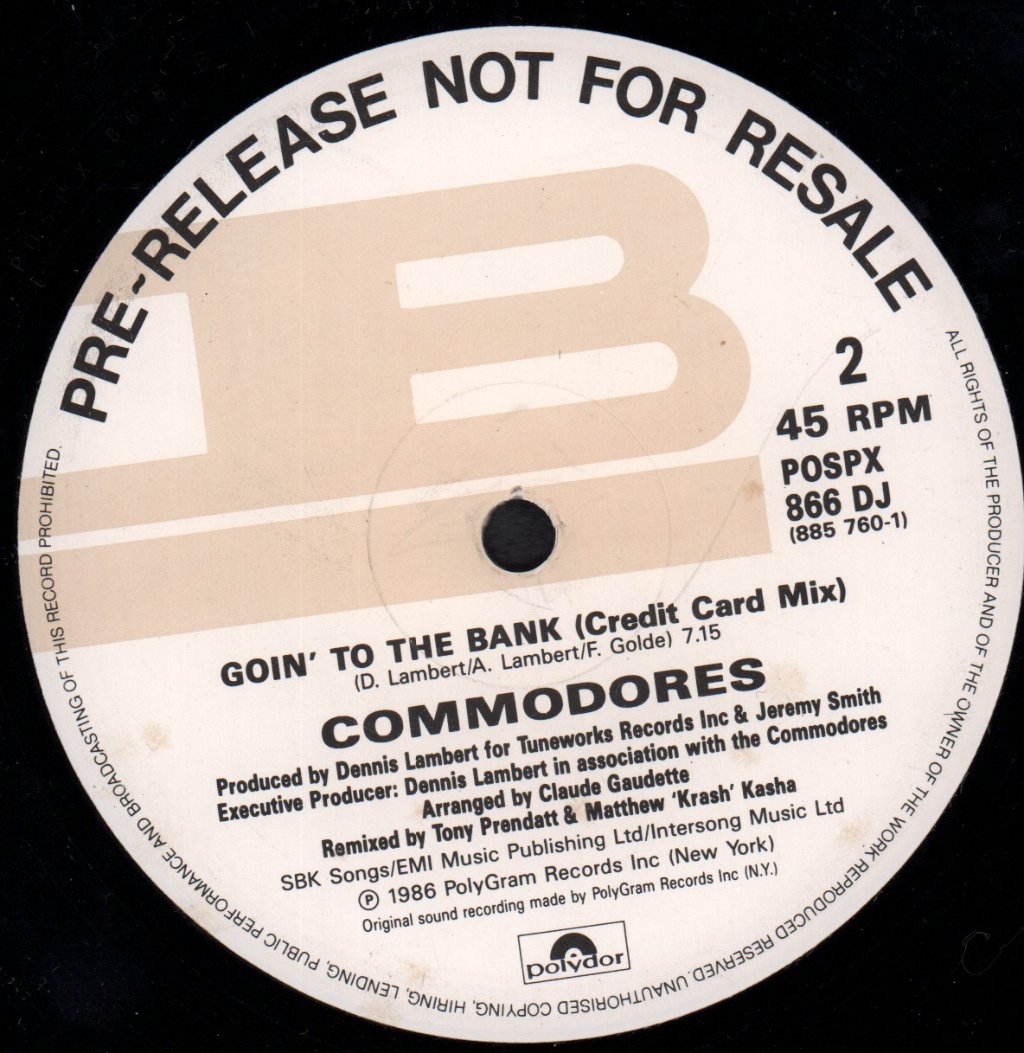 PRE~RELEASE NOT FOR RESALE
B
2
45 RPM
POSPX
866 DJ
(885 760-1)
GOIN' TO THE BANK (Credit Card Mix)
(D. Lambert/A. Lambert/F. Golde) 7.15
COMMODORES
Produced by Dennis Lambert for Tuneworks Records Inc & Jeremy Smith
Executive Producer: Dennis Lambert in association with the Commodores
Arranged by Claude Gaudette
Remixed by Tony Prendatt & Matthew 'Krash' Kasha
SBK Songs/EMI Music Publishing Ltd/Intersong Music Ltd
Ⓟ 1986 PolyGram Records Inc (New York)
Original sound recording made by PolyGram Records Inc (N.Y.)
polydor
ALL RIGHTS OF THE PRODUCER AND OF THE OWNER OF THE WORK REPRODUCED RESERVED. UNAUTHORISED COPYING, HIRING, LENDING, PUBLIC PERFORMANCE AND BROADCASTING OF THIS RECORD PROHIBITED.